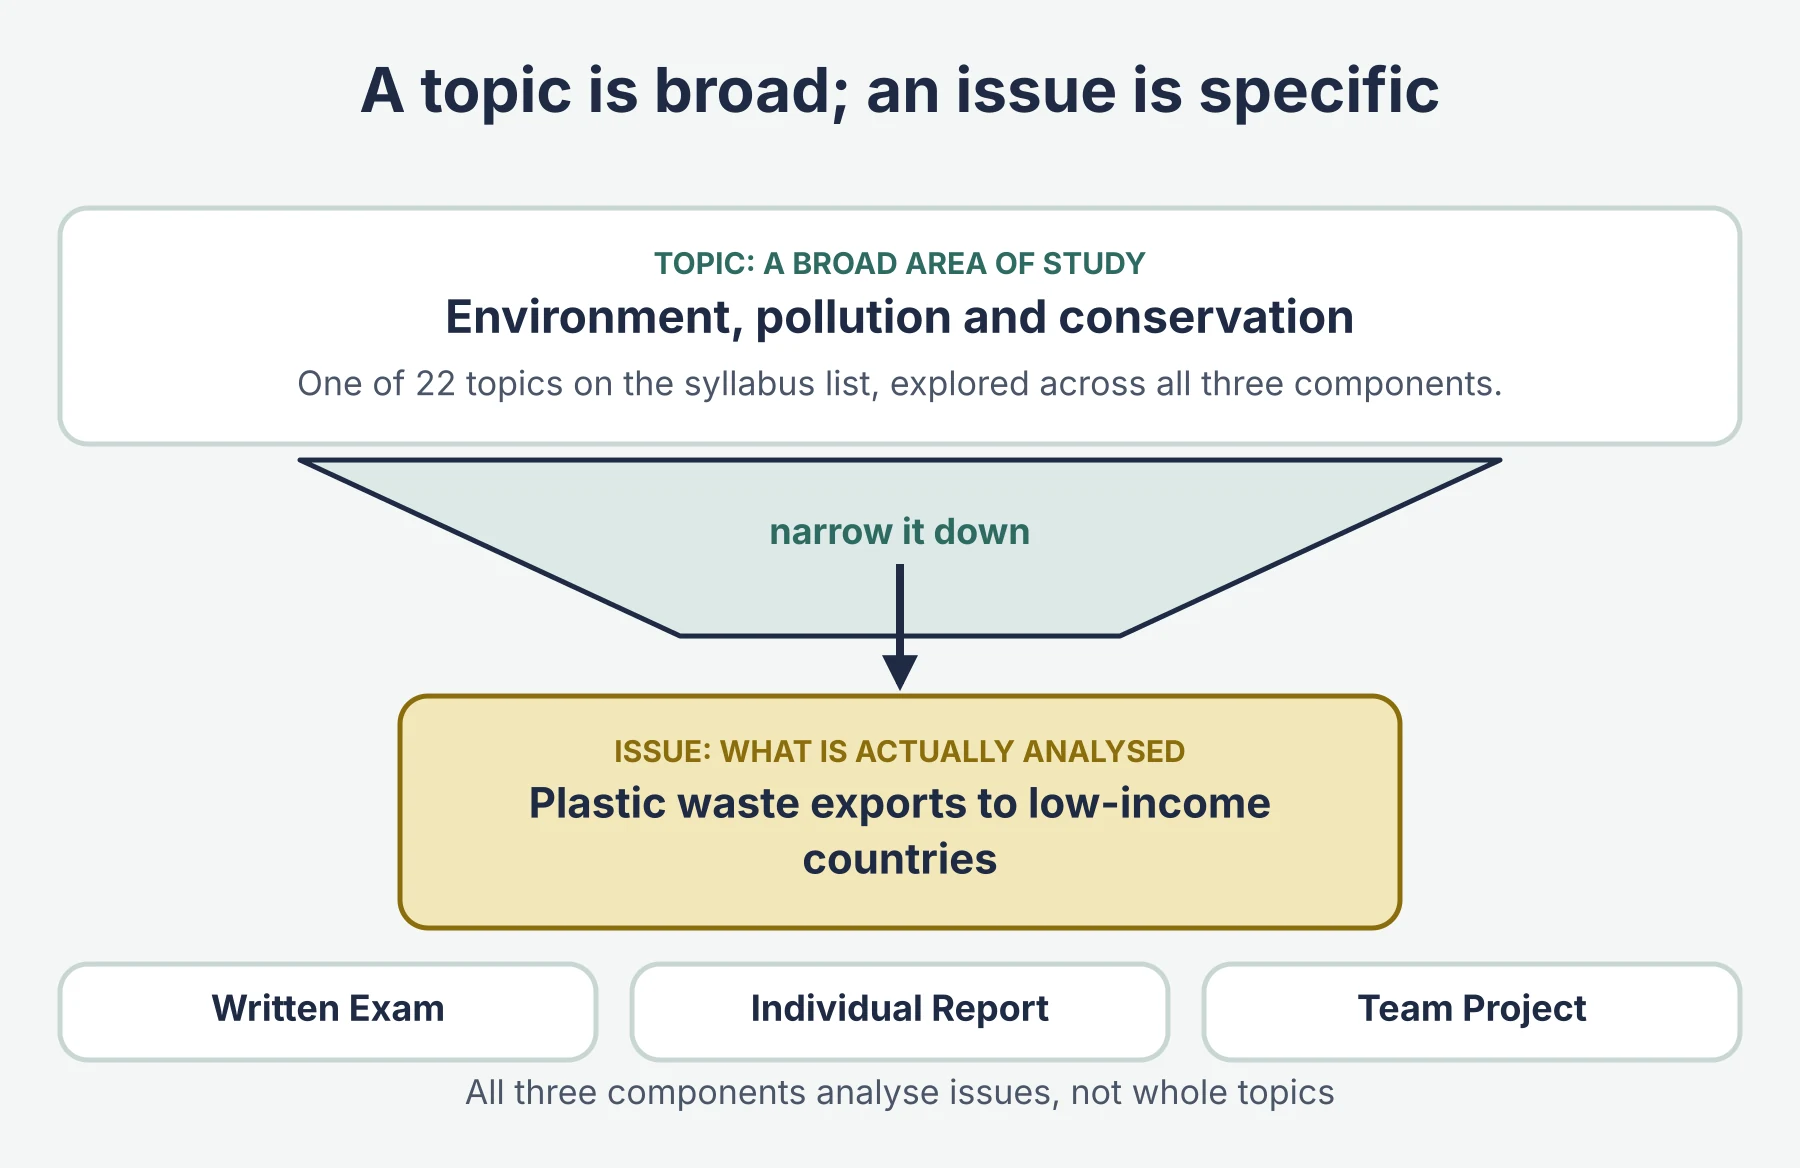 A topic is broad; an issue is specific
TOPIC: A BROAD AREA OF STUDY
Environment, pollution and conservation
One of 22 topics on the syllabus list, explored across all three components.
narrow it down
ISSUE: WHAT IS ACTUALLY ANALYSED
Plastic waste exports to low-income
countries
Written Exam
Individual Report
Team Project
All three components analyse issues, not whole topics